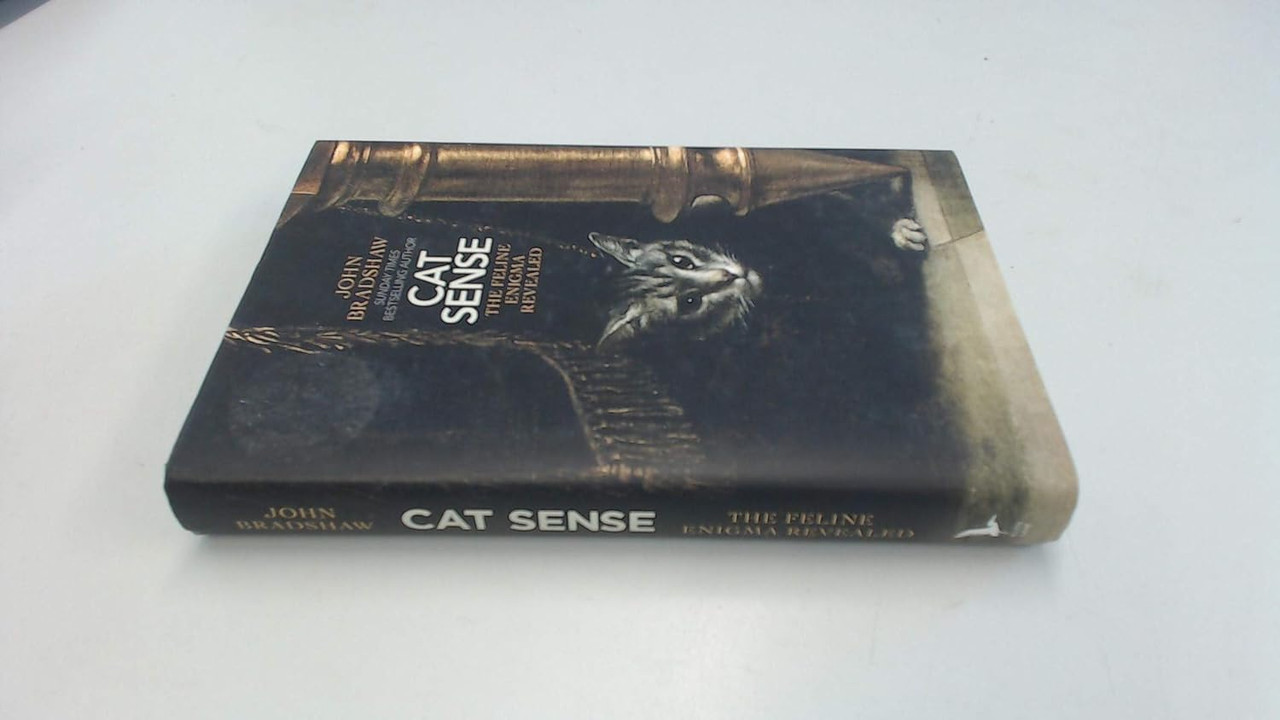 JOHN
BRADSHAW
SUNDAY TIMES
BESTSELLING AUTHOR
CAT
SENSE
THE FELINE
ENIGMA
REVEALED
JOHN
BRADSHAW
CAT SENSE
THE FELINE
ENIGMA REVEALED